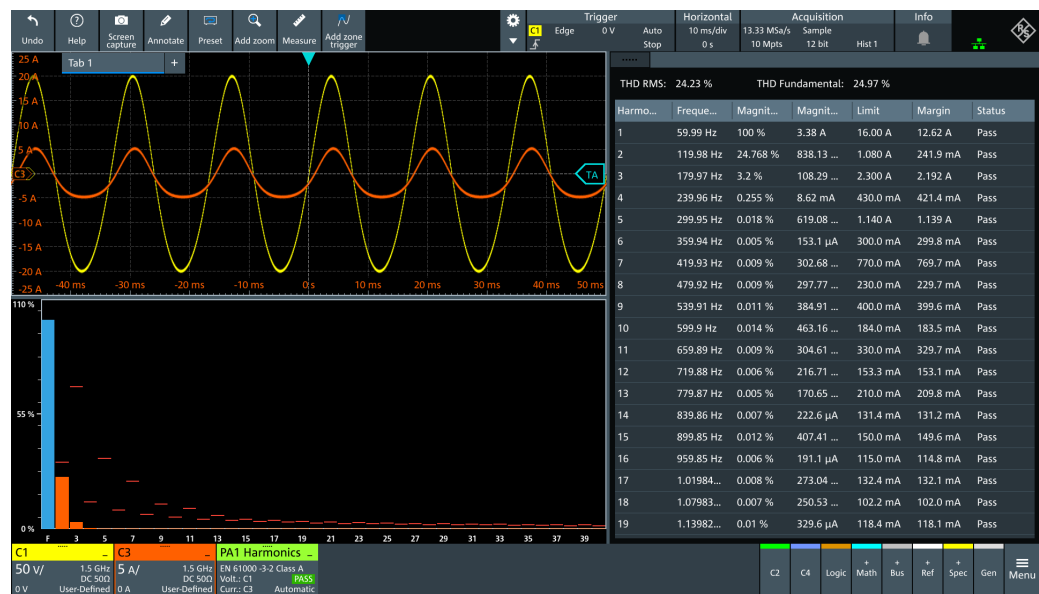 Undo
Help
Screen capture
Annotate
Preset
Add zoom
Measure
Add zone trigger
Trigger
C1 Edge 0 V Auto
Stop
Horizontal
10 ms/div
0 s
Acquisition
13.33 MSa/s Sample
10 Mpts 12 bit Hist 1
Info
R&S
Tab 1 +
25 A
20 A
15 A
10 A
5 A
C3
TA
-5 A
-10 A
-15 A
-20 A
-25 A
-40 ms -30 ms -20 ms -10 ms 0 s 10 ms 20 ms 30 ms 40 ms 50 ms
110 %
55 %
0 %
F 3 5 7 9 11 13 15 17 19 21 23 25 27 29 31 33 35 37 39
THD RMS: 24.23 % THD Fundamental: 24.97 %
Harmo... Freque... Magnit... Magnit... Limit Margin Status
1 59.99 Hz 100 % 3.38 A 16.00 A 12.62 A Pass
2 119.98 Hz 24.768 % 838.13 ... 1.080 A 241.9 mA Pass
3 179.97 Hz 3.2 % 108.29 ... 2.300 A 2.192 A Pass
4 239.96 Hz 0.255 % 8.62 mA 430.0 mA 421.4 mA Pass
5 299.95 Hz 0.018 % 619.08 ... 1.140 A 1.139 A Pass
6 359.94 Hz 0.005 % 153.1 µA 300.0 mA 299.8 mA Pass
7 419.93 Hz 0.009 % 302.68 ... 770.0 mA 769.7 mA Pass
8 479.92 Hz 0.009 % 297.77 ... 230.0 mA 229.7 mA Pass
9 539.91 Hz 0.011 % 384.91 ... 400.0 mA 399.6 mA Pass
10 599.9 Hz 0.014 % 463.16 ... 184.0 mA 183.5 mA Pass
11 659.89 Hz 0.009 % 304.61 ... 330.0 mA 329.7 mA Pass
12 719.88 Hz 0.006 % 216.71 ... 153.3 mA 153.1 mA Pass
13 779.87 Hz 0.005 % 170.65 ... 210.0 mA 209.8 mA Pass
14 839.86 Hz 0.007 % 222.6 µA 131.4 mA 131.2 mA Pass
15 899.85 Hz 0.012 % 407.41 ... 150.0 mA 149.6 mA Pass
16 959.85 Hz 0.006 % 191.1 µA 115.0 mA 114.8 mA Pass
17 1.01984... 0.008 % 273.04 ... 132.4 mA 132.1 mA Pass
18 1.07983... 0.007 % 250.53 ... 102.2 mA 102.0 mA Pass
19 1.13982... 0.01 % 329.6 µA 118.4 mA 118.1 mA Pass
C1
50 V/ 1.5 GHz
DC 50Ω
0 V User-Defined
C3
5 A/ 1.5 GHz
DC 50Ω
0 A User-Defined
PA1 Harmonics
EN 61000 -3-2 Class A
Volt.: C1 PASS
Curr.: C3 Automatic
C2
C4
Logic
+ Math
+ Bus
+ Ref
+ Spec
Gen
Menu